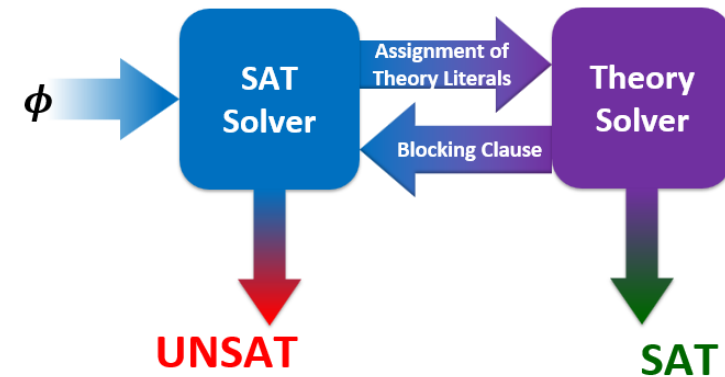 ϕ
SAT
Solver
Assignment of
Theory Literals
Blocking Clause
Theory
Solver
UNSAT
SAT